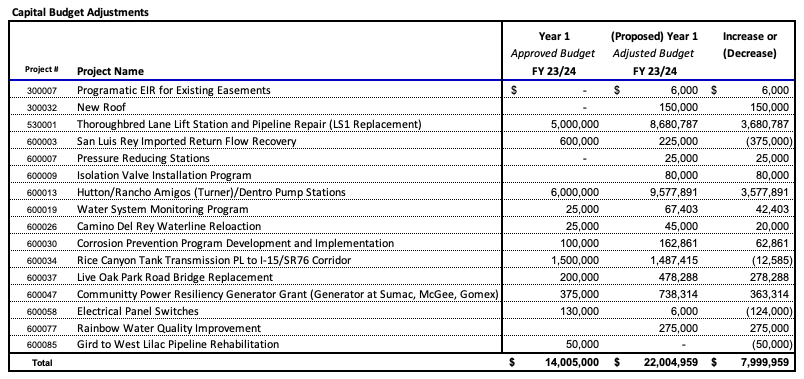 Capital Budget Adjustments
Year 1 (Proposed) Year 1 Increase or
Approved Budget Adjusted Budget (Decrease)
Project # Project Name FY 23/24 FY 23/24
300007 Programatic EIR for Existing Easements $ - $ 6,000 $ 6,000
300032 New Roof - 150,000 150,000
530001 Thoroughbred Lane Lift Station and Pipeline Repair (LS1 Replacement) 5,000,000 8,680,787 3,680,787
600003 San Luis Rey Imported Return Flow Recovery 600,000 225,000 (375,000)
600007 Pressure Reducing Stations - 25,000 25,000
600009 Isolation Valve Installation Program 80,000 80,000
600013 Hutton/Rancho Amigos (Turner)/Dentro Pump Stations 6,000,000 9,577,891 3,577,891
600019 Water System Monitoring Program 25,000 67,403 42,403
600026 Camino Del Rey Waterline Reloaction 25,000 45,000 20,000
600030 Corrosion Prevention Program Development and Implementation 100,000 162,861 62,861
600034 Rice Canyon Tank Transmission PL to I-15/SR76 Corridor 1,500,000 1,487,415 (12,585)
600037 Live Oak Park Road Bridge Replacement 200,000 478,288 278,288
600047 Communitty Power Resiliency Generator Grant (Generator at Sumac, McGee, Gomex) 375,000 738,314 363,314
600058 Electrical Panel Switches 130,000 6,000 (124,000)
600077 Rainbow Water Quality Improvement 275,000 275,000
600085 Gird to West Lilac Pipeline Rehabilitation 50,000 - (50,000)
Total $ 14,005,000 $ 22,004,959 $ 7,999,959